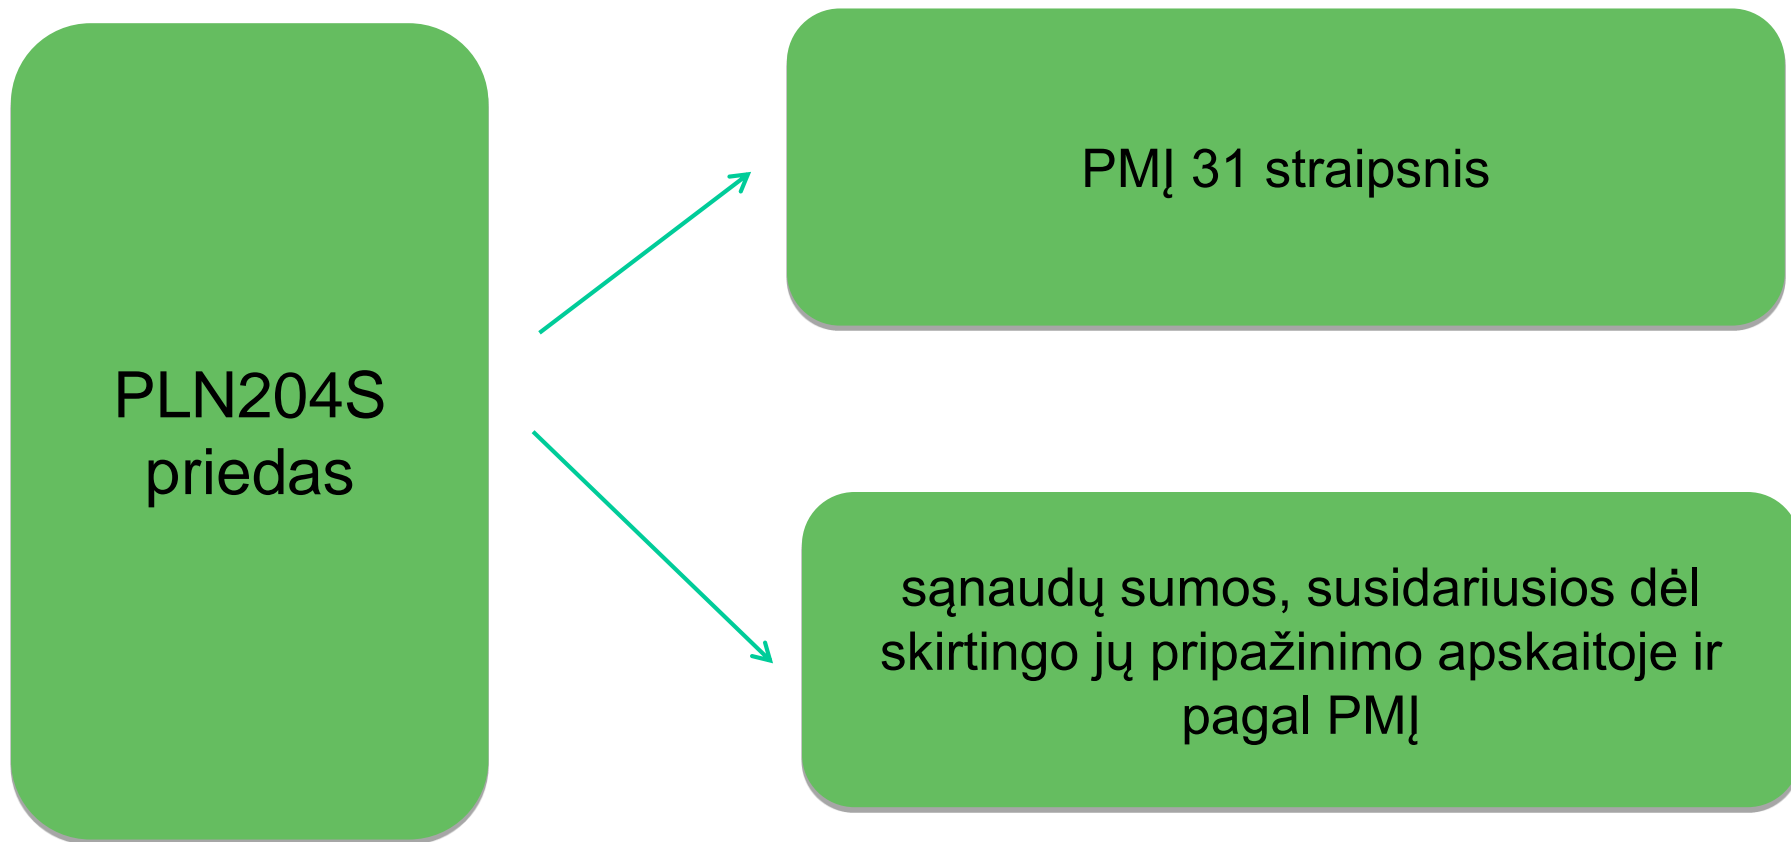 PLN204S
priedas
PMĮ 31 straipsnis
sąnaudų sumos, susidariusios dėl
skirtingo jų pripažinimo apskaitoje ir
pagal PMĮ